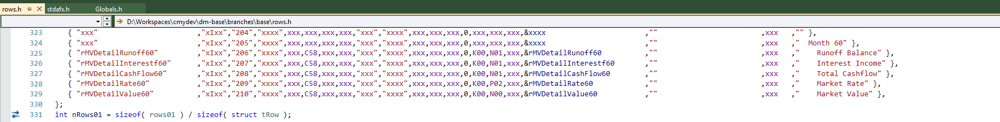 rows.h stdafx.h Globals.h
D:\Workspaces\cmydev\dm-base\branches\base\rows.h
323 { "xxx" ,"xIxx","204","xxxx",xxx,xxx,xxx,xxx,"xxx","xxxx",xxx,xxx,xxx,0,xxx,xxx,xxx,&xxxx ,"" ,xxx ,"" },
324 { "xxx" ,"xIxx","205","xxxx",xxx,xxx,xxx,xxx,"xxx","xxxx",xxx,xxx,xxx,0,xxx,xxx,xxx,&xxxx ,"" ,xxx ," Month 60" },
325 { "rMVDetailRunoff60" ,"xIxx","206","xxxx",xxx,C58,xxx,xxx,"xxx","xxxx",xxx,xxx,xxx,0,K00,N01,xxx,&rMVDetailRunoff60 ,"" ,xxx ," Runoff Balance" },
326 { "rMVDetailInterestf60" ,"xIxx","207","xxxx",xxx,C58,xxx,xxx,"xxx","xxxx",xxx,xxx,xxx,0,K00,N01,xxx,&rMVDetailInterestf60 ,"" ,xxx ," Interest Income" },
327 { "rMVDetailCashFlow60" ,"xIxx","208","xxxx",xxx,C58,xxx,xxx,"xxx","xxxx",xxx,xxx,xxx,0,K00,N01,xxx,&rMVDetailCashFlow60 ,"" ,xxx ," Total Cashflow" },
328 { "rMVDetailRate60" ,"xIxx","209","xxxx",xxx,C58,xxx,xxx,"xxx","xxxx",xxx,xxx,xxx,0,K00,P02,xxx,&rMVDetailRate60 ,"" ,xxx ," Market Rate" },
329 { "rMVDetailValue60" ,"xIxx","210","xxxx",xxx,C58,xxx,xxx,"xxx","xxxx",xxx,xxx,xxx,0,K00,N00,xxx,&rMVDetailValue60 ,"" ,xxx ," Market Value" },
330 };
331 int nRows01 = sizeof( rows01 ) / sizeof( struct tRow );